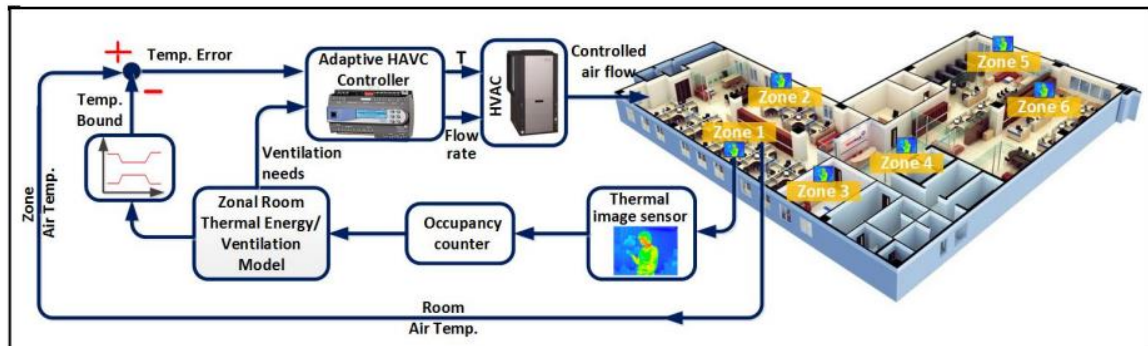 Temp. Error
Temp.
Bound
Adaptive HAVC
Controller
T
Flow
rate
HVAC
Controlled
air flow
Ventilation
needs
Zone
Air Temp.
Zonal Room
Thermal Energy/
Ventilation
Model
Occupancy
counter
Thermal
image sensor
Room
Air Temp.
Zone 1
Zone 2
Zone 3
Zone 4
Zone 5
Zone 6